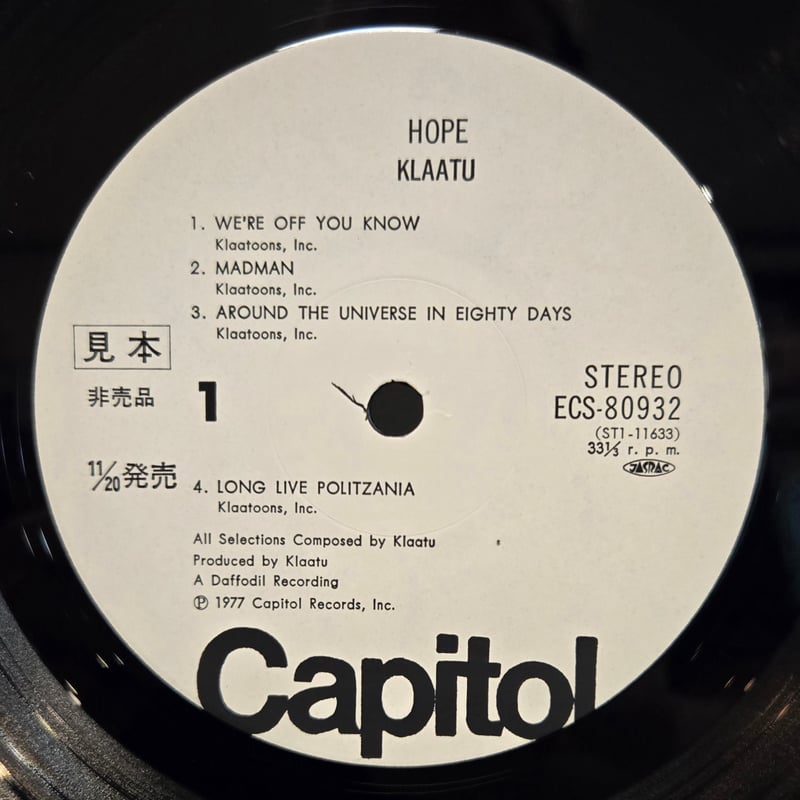 HOPE
KLAATU
1. WE'RE OFF YOU KNOW
Klaatoons, Inc.
2. MADMAN
Klaatoons, Inc.
3. AROUND THE UNIVERSE IN EIGHTY DAYS
Klaatoons, Inc.
見本
非売品
1
11/20発売
STEREO
ECS-80932
(ST1-11633)
33⅓ r. p. m.
JASRAC
4. LONG LIVE POLITZANIA
Klaatoons, Inc.
All Selections Composed by Klaatu
Produced by Klaatu
A Daffodil Recording
℗ 1977 Capitol Records, Inc.
Capitol